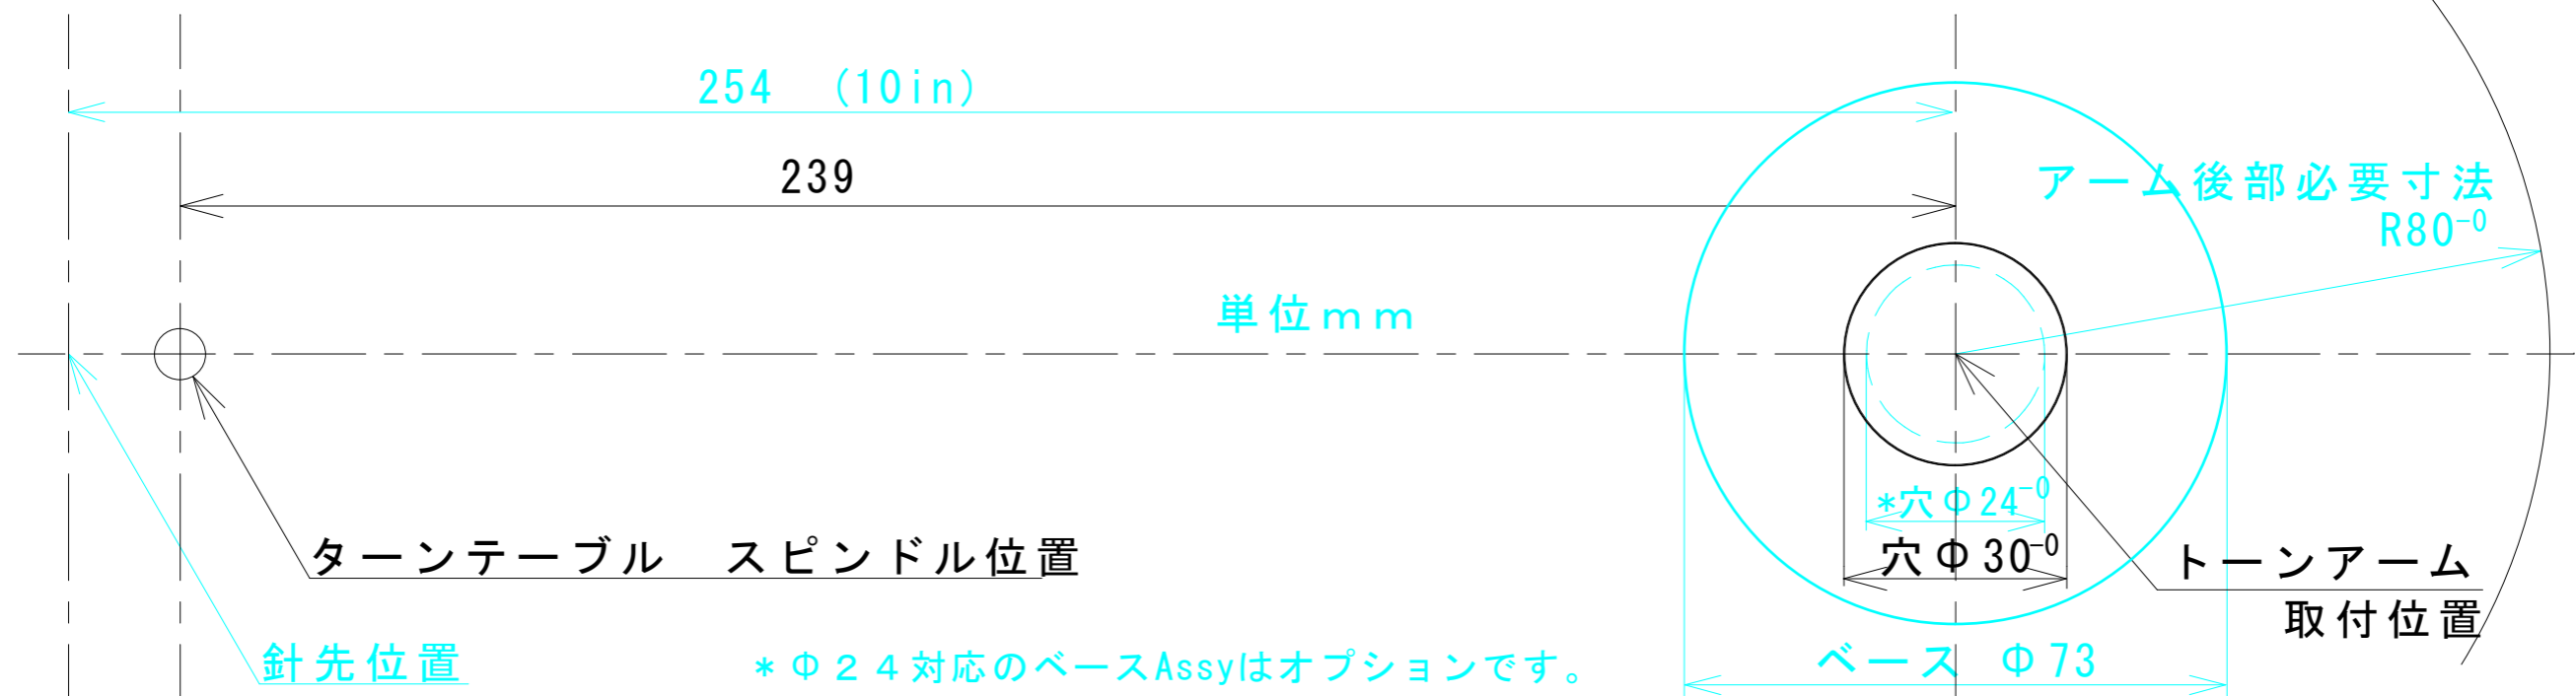 254 (10in)
239
アーム後部必要寸法
R80⁻⁰
単位mm
*穴Φ24⁻⁰
穴Φ30⁻⁰
ターンテーブル スピンドル位置
トーンアーム
取付位置
針先位置
*Φ24対応のベースAssyはオプションです。
ベース Φ73